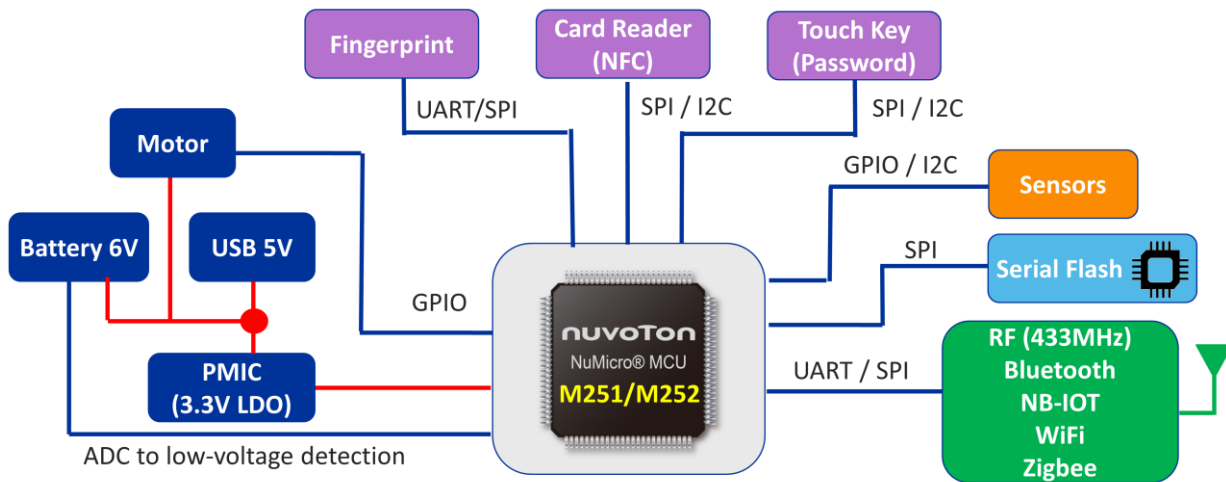 Fingerprint
Card Reader
(NFC)
Touch Key
(Password)
UART/SPI
SPI / I2C
SPI / I2C
Motor
GPIO / I2C
Sensors
Battery 6V
USB 5V
SPI
Serial Flash
GPIO
nuvoTon
NuMicro® MCU
M251/M252
PMIC
(3.3V LDO)
UART / SPI
RF (433MHz)
Bluetooth
NB-IOT
WiFi
Zigbee
ADC to low-voltage detection